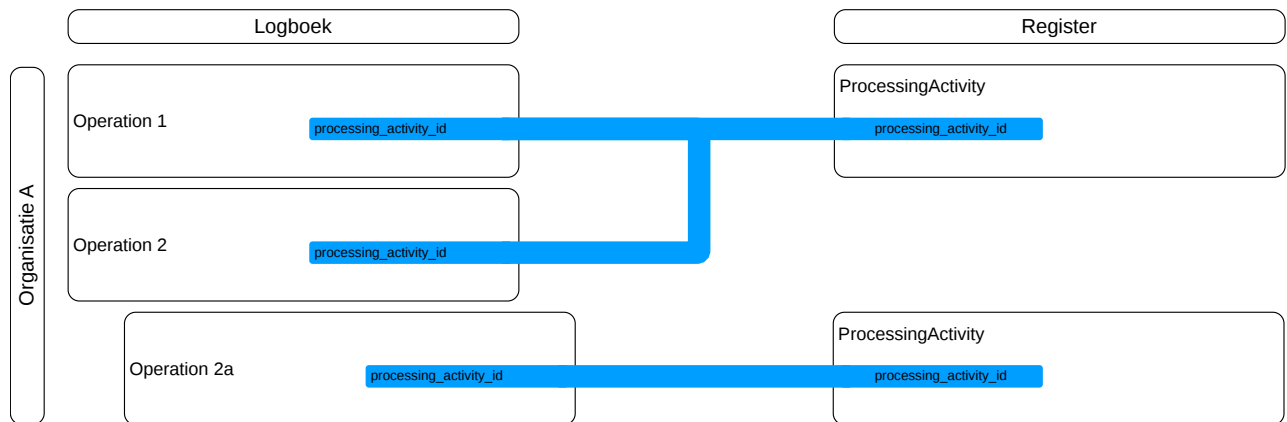 Logboek
Register
Organisatie A
Operation 1
processing_activity_id
ProcessingActivity
processing_activity_id
Operation 2
processing_activity_id
Operation 2a
processing_activity_id
ProcessingActivity
processing_activity_id